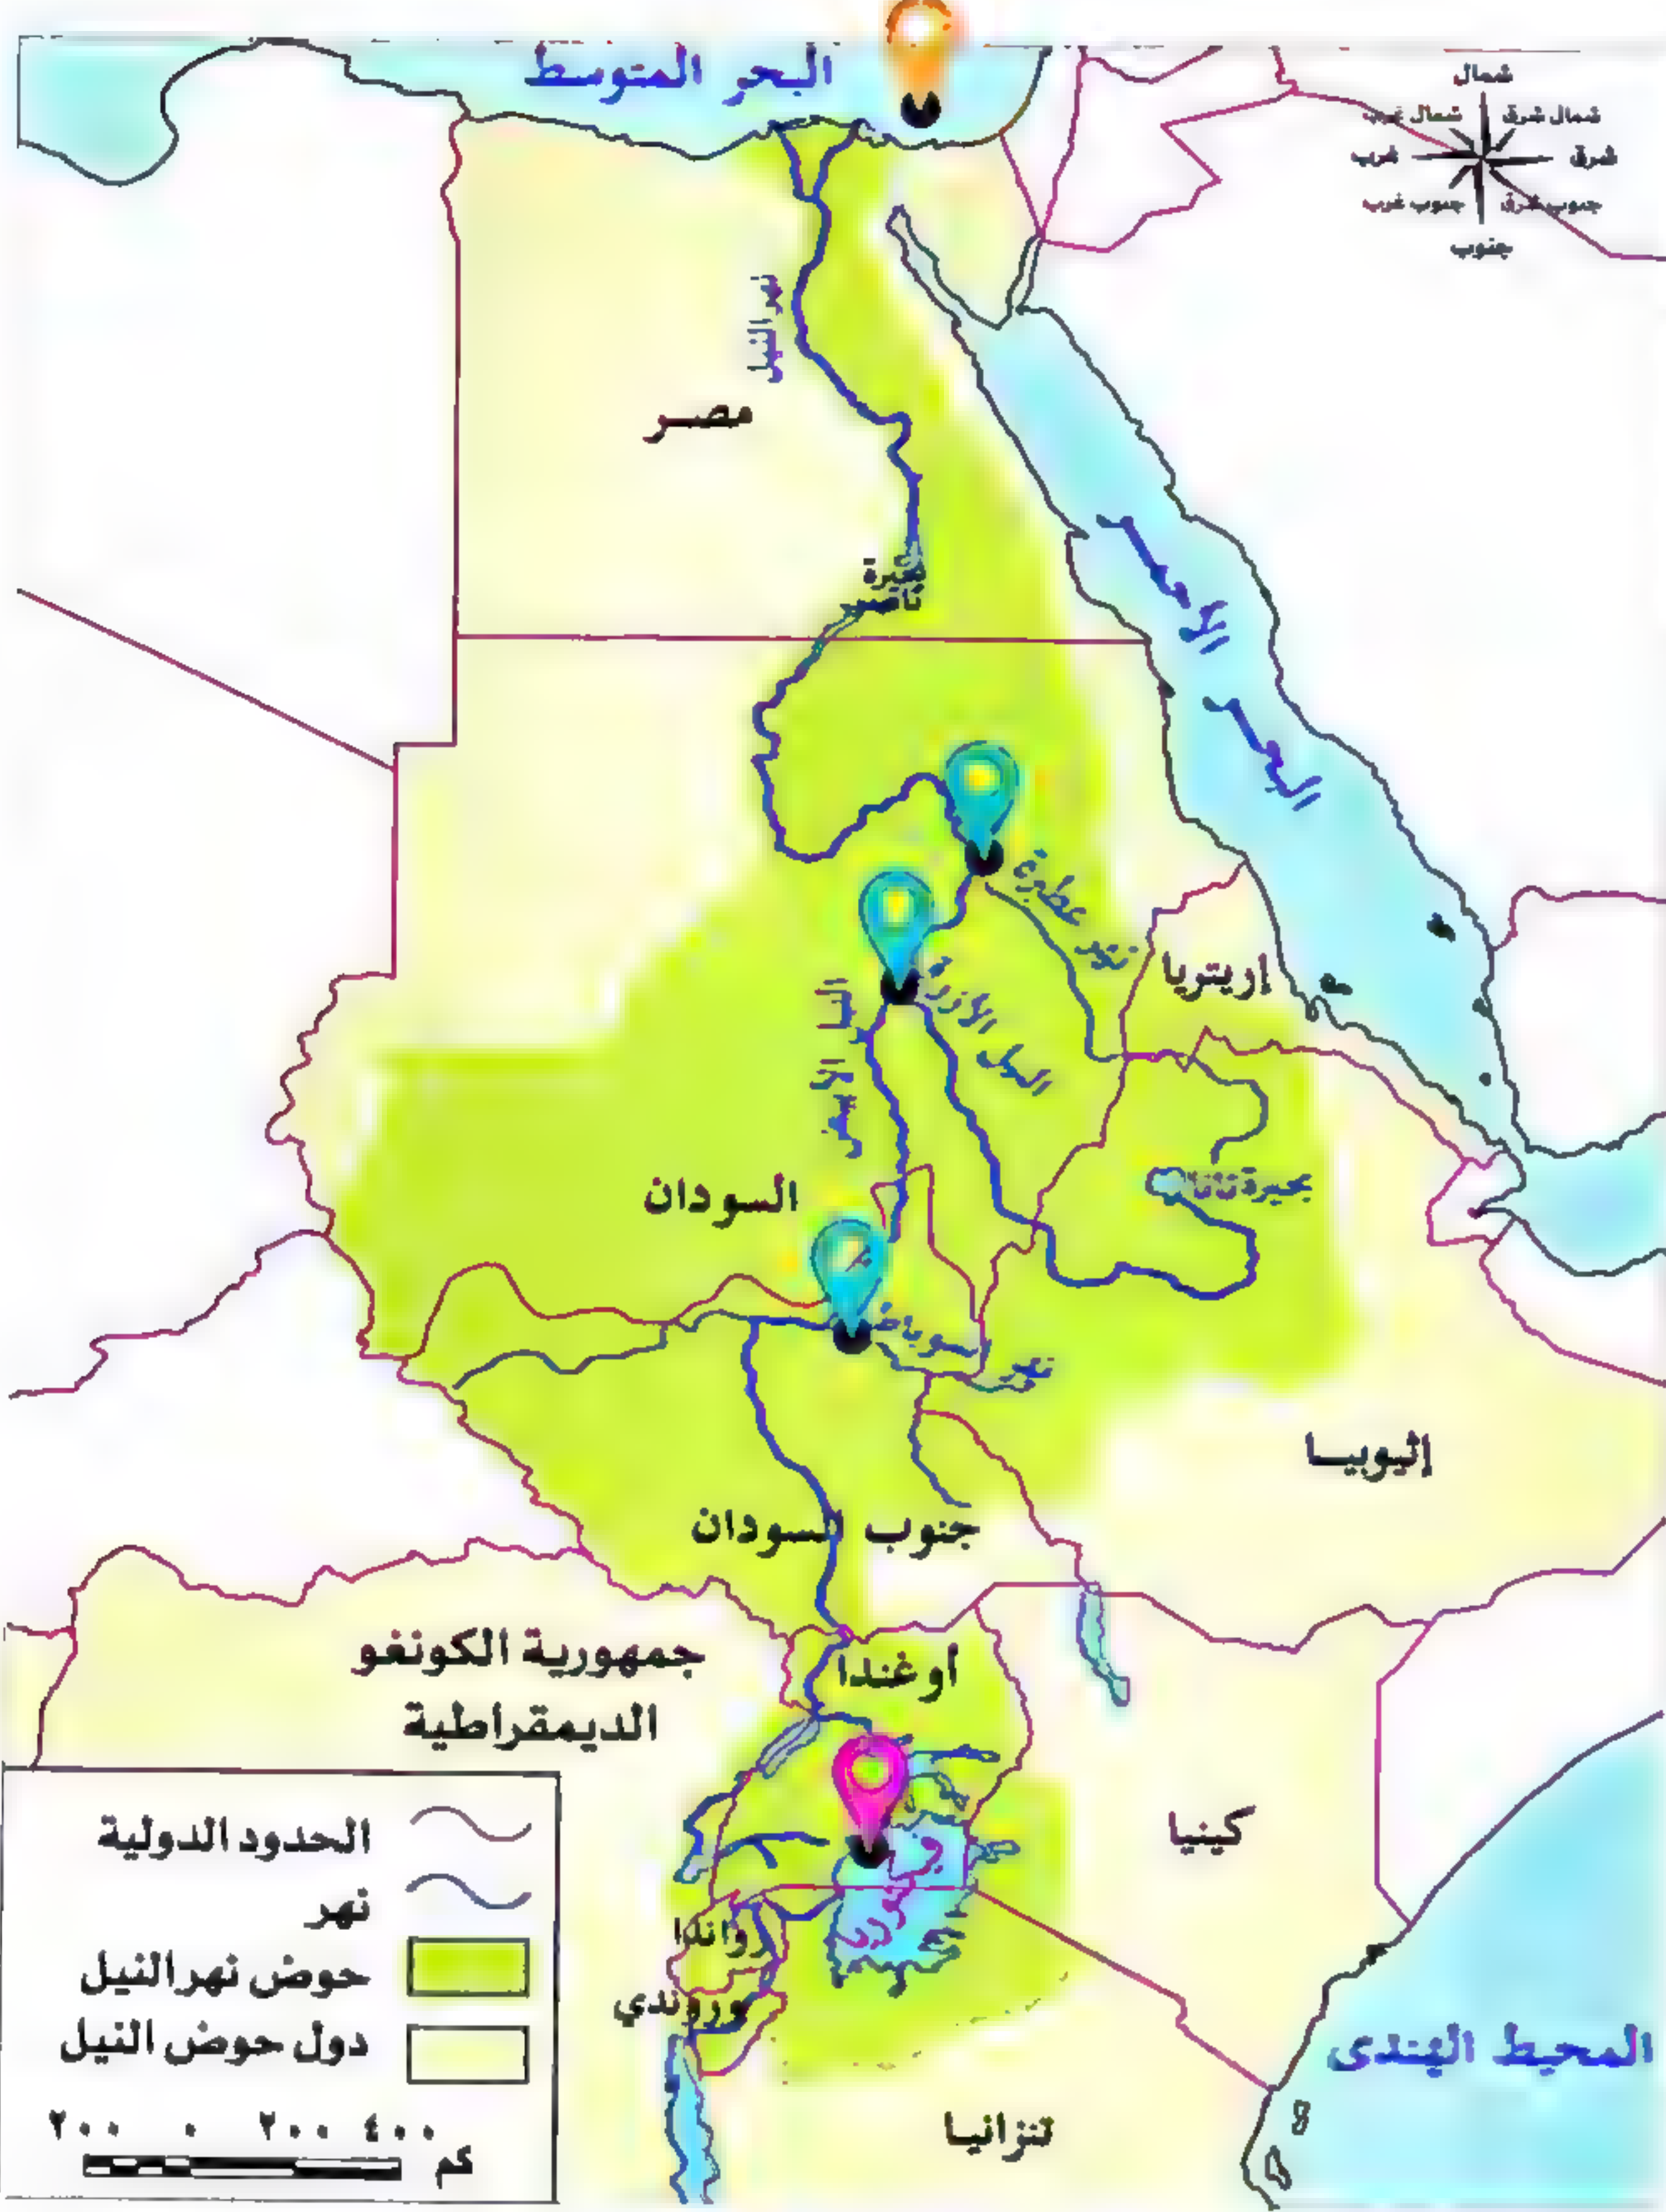 البحر المتوسط
شمال
شمال غرب
شمال شرق
غرب
شرق
جنوب غرب
جنوب شرق
جنوب
نهر النيل
مصر
بحيرة
ناصر
البحر الأحمر
نهر عطبرة
إريتريا
النيل الأزرق
النيل الأبيض
بحيرة تانا
السودان
نهر السوباط
إثيوبيا
جنوب السودان
جمهورية الكونغو
الديمقراطية
أوغندا
كينيا
رواندا
وروندي
تنزانيا
المحيط الهندى
الحدود الدولية
نهر
حوض نهر النيل
دول حوض النيل
٢٠٠ ٠ ٢٠٠ ٤٠٠
كم